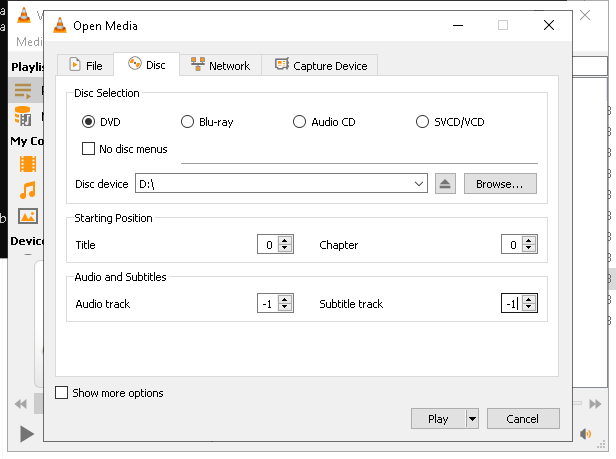 Open Media
Medi
File
Disc
Network
Capture Device
Playlis
Disc Selection
DVD
Blu-ray
Audio CD
SVCD/VCD
No disc menus
My Co
Disc device
D:\
Browse...
Starting Position
Title
0
Chapter
0
Device
Audio and Subtitles
Audio track
-1
Subtitle track
-1
Show more options
Play
Cancel